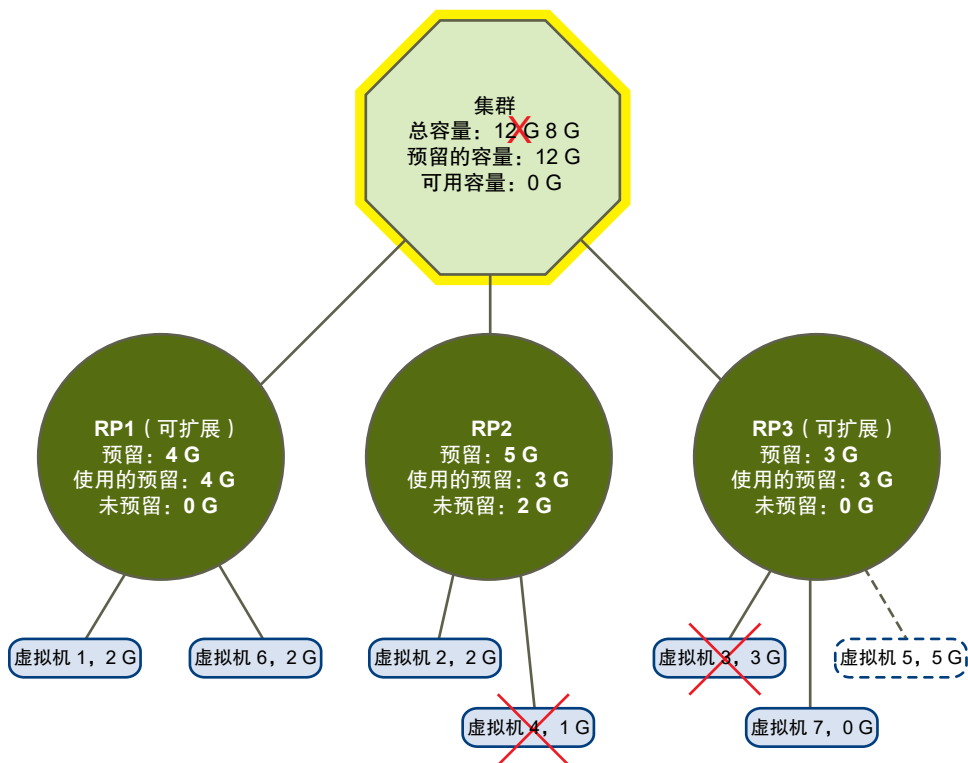 集群
总容量：12 G 8 G
预留的容量：12 G
可用容量：0 G
RP1（可扩展）
预留：4 G
使用的预留：4 G
未预留：0 G
RP2
预留：5 G
使用的预留：3 G
未预留：2 G
RP3（可扩展）
预留：3 G
使用的预留：3 G
未预留：0 G
虚拟机 1，2 G
虚拟机 6，2 G
虚拟机 2，2 G
虚拟机 3，3 G
虚拟机 5，5 G
虚拟机 4，1 G
虚拟机 7，0 G